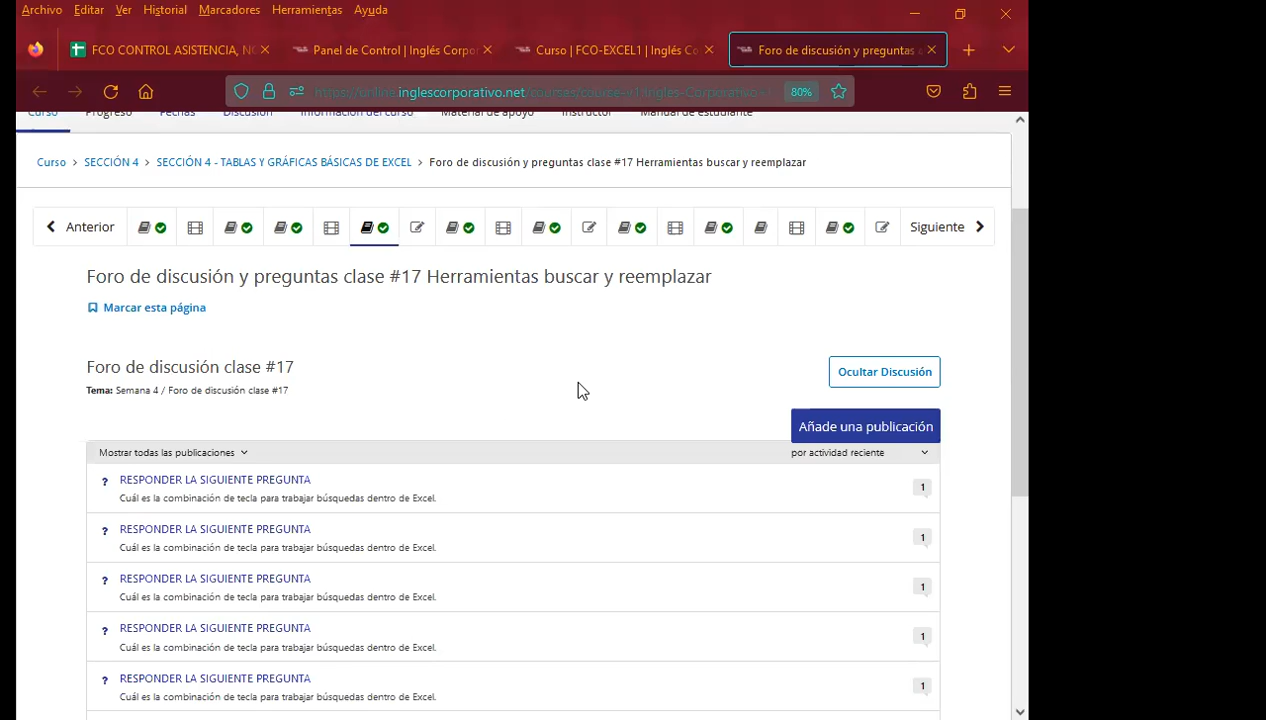 Archivo Editar Ver Historial Marcadores Herramientas Ayuda
FCO CONTROL ASISTENCIA, NO
Panel de Control | Inglés Corpor
Curso | FCO-EXCEL1 | Inglés Co
Foro de discusión y preguntas
inglescorporativo.net
80%
Curso Progreso Fechas Discusión Información del curso Material de apoyo Instructor Manual de estudiante
Curso > SECCIÓN 4 > SECCIÓN 4 - TABLAS Y GRÁFICAS BÁSICAS DE EXCEL > Foro de discusión y preguntas clase #17 Herramientas buscar y reemplazar
Anterior
Siguiente
Foro de discusión y preguntas clase #17 Herramientas buscar y reemplazar
Marcar esta página
Foro de discusión clase #17
Ocultar Discusión
Tema: Semana 4 / Foro de discusión clase #17
Añade una publicación
Mostrar todas las publicaciones
por actividad reciente
? RESPONDER LA SIGUIENTE PREGUNTA
Cuál es la combinación de tecla para trabajar búsquedas dentro de Excel.
1
? RESPONDER LA SIGUIENTE PREGUNTA
Cuál es la combinación de tecla para trabajar búsquedas dentro de Excel.
1
? RESPONDER LA SIGUIENTE PREGUNTA
Cuál es la combinación de tecla para trabajar búsquedas dentro de Excel.
1
? RESPONDER LA SIGUIENTE PREGUNTA
Cuál es la combinación de tecla para trabajar búsquedas dentro de Excel.
1
? RESPONDER LA SIGUIENTE PREGUNTA
Cuál es la combinación de tecla para trabajar búsquedas dentro de Excel.
1